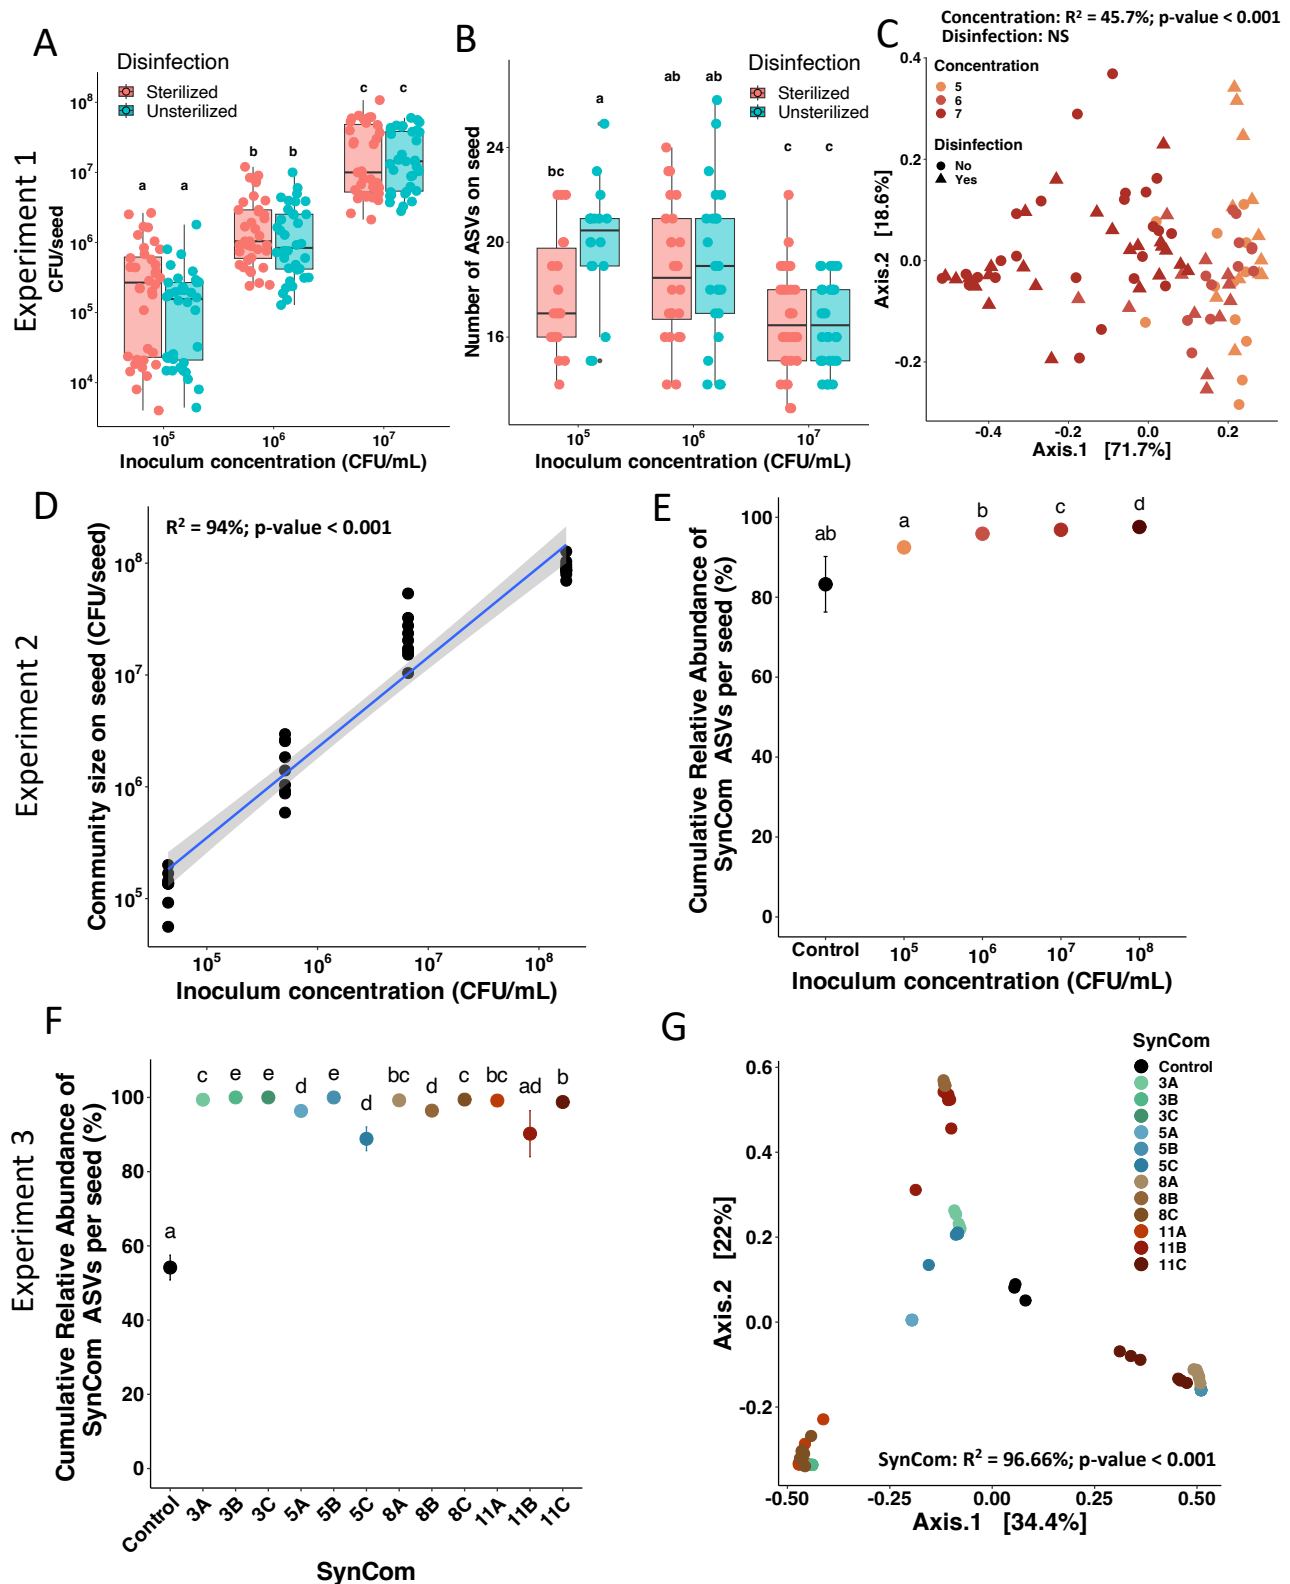 Experiment 1
A
Disinfection
Sterilized
Unsterilized
CFU/seed
10⁸
10⁷
10⁶
10⁵
10⁴
a a b b c c
10⁵ 10⁶ 10⁷
Inoculum concentration (CFU/mL)
B
Disinfection
Sterilized
Unsterilized
Number of ASVs on seed
24
20
16
bc a ab ab c c
10⁵ 10⁶ 10⁷
Inoculum concentration (CFU/mL)
C
Concentration: R² = 45.7%; p-value < 0.001
Disinfection: NS
Concentration
5
6
7
Disinfection
No
Yes
Axis.2 [18.6%]
0.4
0.2
0.0
-0.2
-0.4 -0.2 0.0 0.2
Axis.1 [71.7%]
Experiment 2
D
R² = 94%; p-value < 0.001
Community size on seed (CFU/seed)
10⁸
10⁷
10⁶
10⁵
10⁵ 10⁶ 10⁷ 10⁸
Inoculum concentration (CFU/mL)
E
Cumulative Relative Abundance of
SynCom ASVs per seed (%)
100
80
60
40
20
0
ab a b c d
Control 10⁵ 10⁶ 10⁷ 10⁸
Inoculum concentration (CFU/mL)
Experiment 3
F
Cumulative Relative Abundance of
SynCom ASVs per seed (%)
100
80
60
40
20
0
a c e e d e d bc d c bc ad b
Control 3A 3B 3C 5A 5B 5C 8A 8B 8C 11A 11B 11C
SynCom
G
SynCom
Control
3A
3B
3C
5A
5B
5C
8A
8B
8C
11A
11B
11C
Axis.2 [22%]
0.6
0.4
0.2
0.0
-0.2
SynCom: R² = 96.66%; p-value < 0.001
-0.50 -0.25 0.00 0.25 0.50
Axis.1 [34.4%]